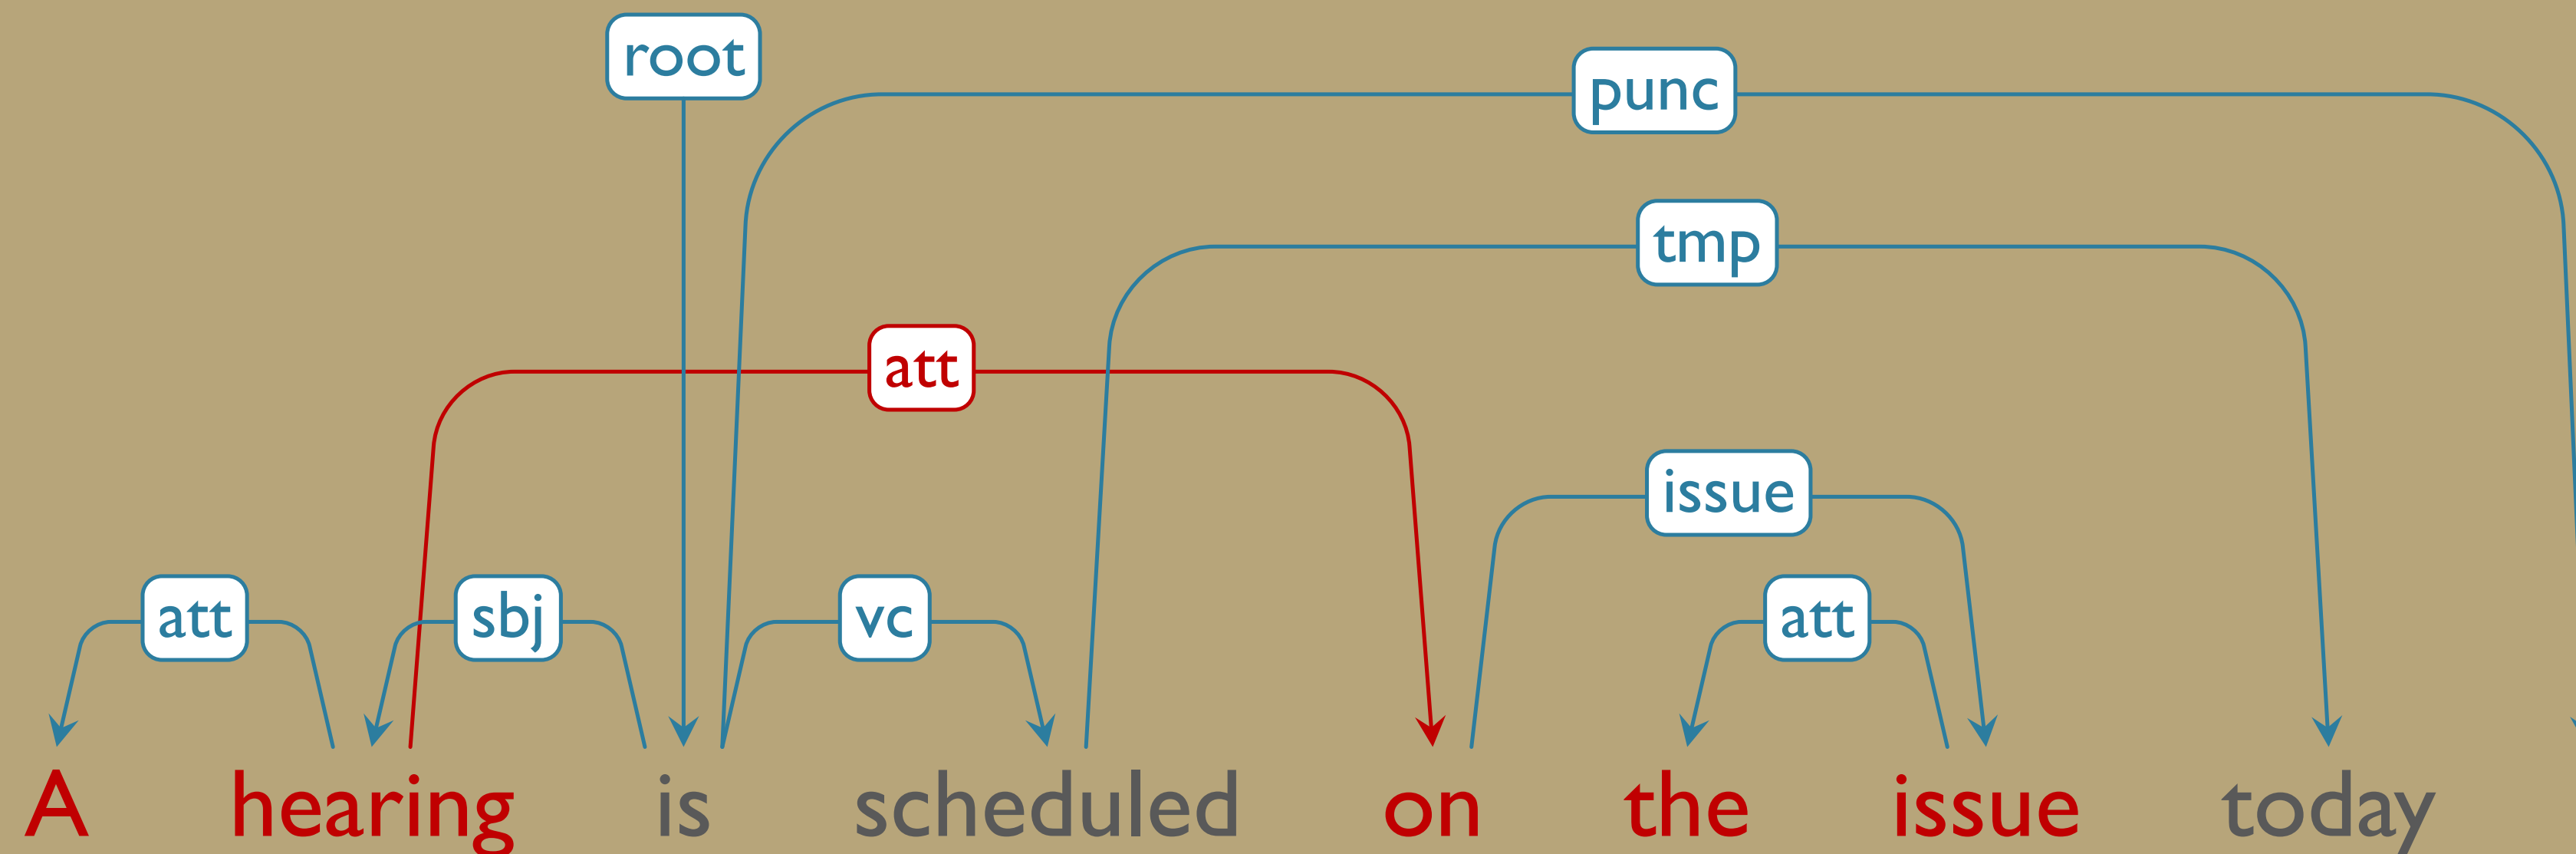 root
punc
tmp
att
issue
att sbj vc att
A hearing is scheduled on the issue today